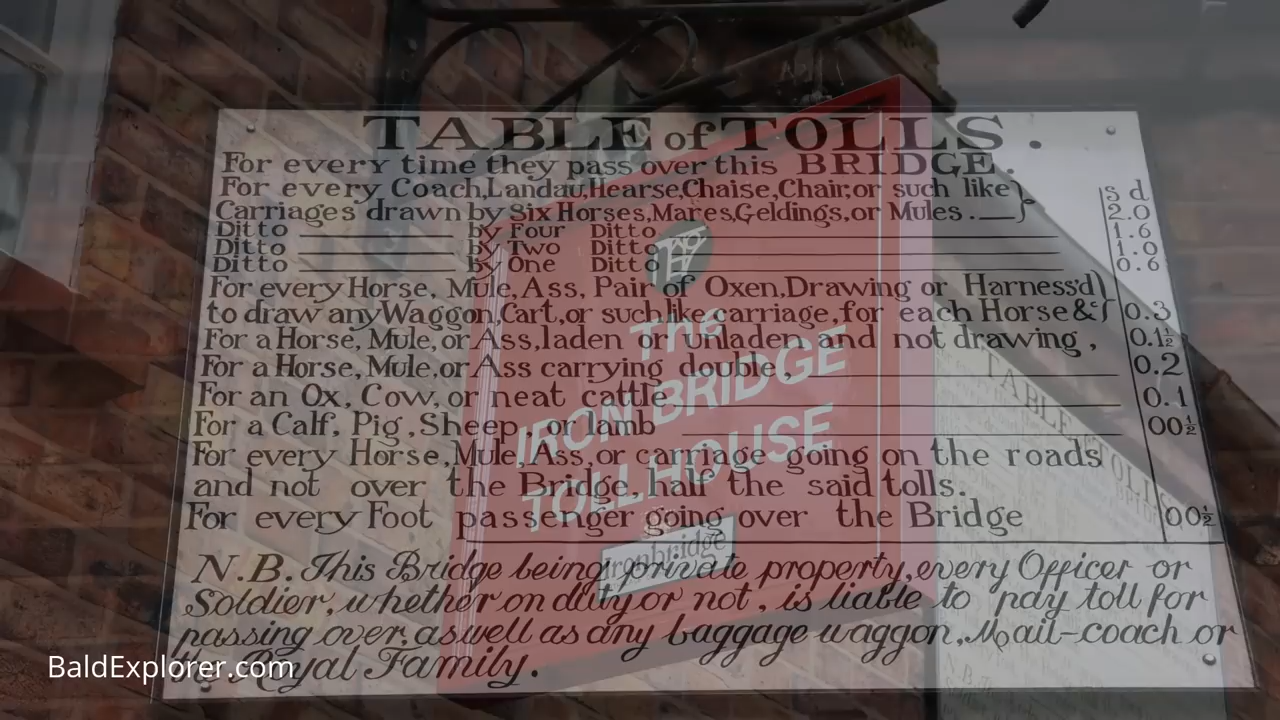 TABLE of TOLLS.
For every time they pass over this BRIDGE.
For every Coach,Landau,Hearse,Chaise,Chair,or such like
Carriages drawn by Six Horses,Mares,Geldings,or Mules.
s d
2.0
Ditto by Four Ditto 1.6
Ditto by Two Ditto 1.0
Ditto by One Ditto 0.6
For every Horse, Mule, Ass, Pair of Oxen,Drawing or Harness'd
to draw any Waggon,Cart,or such like carriage,for each Horse &c 0.3
For a Horse, Mule,or Ass,laden or unladen,and not drawing, 0.1½
For a Horse,Mule,or Ass carrying double, 0.2
For an Ox, Cow, or neat cattle 0.1
For a Calf, Pig, Sheep, or lamb 00½
For every Horse,Mule,Ass,or carriage going on the roads
and not over the Bridge, half the said tolls.
For every Foot passenger going over the Bridge 00½
N.B. This Bridge being private property,every Officer or
Soldier, whether on duty or not, is liable to pay toll for
passing over, as well as any baggage waggon, Mail-coach or
the Royal Family.
The
IRON BRIDGE
TOLLHOUSE
Ironbridge
TABLE of TOLLS
N.B.
BaldExplorer.com